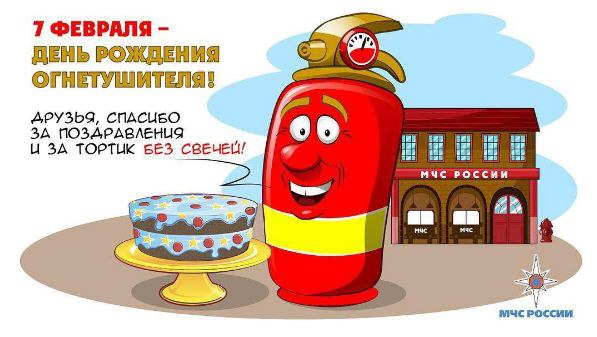 7 ФЕВРАЛЯ –
ДЕНЬ РОЖДЕНИЯ
ОГНЕТУШИТЕЛЯ!
ДРУЗЬЯ, СПАСИБО
ЗА ПОЗДРАВЛЕНИЯ
И ЗА ТОРТИК БЕЗ СВЕЧЕЙ!
МЧС РОССИИ
МЧС
МЧС
МЧС РОССИИ